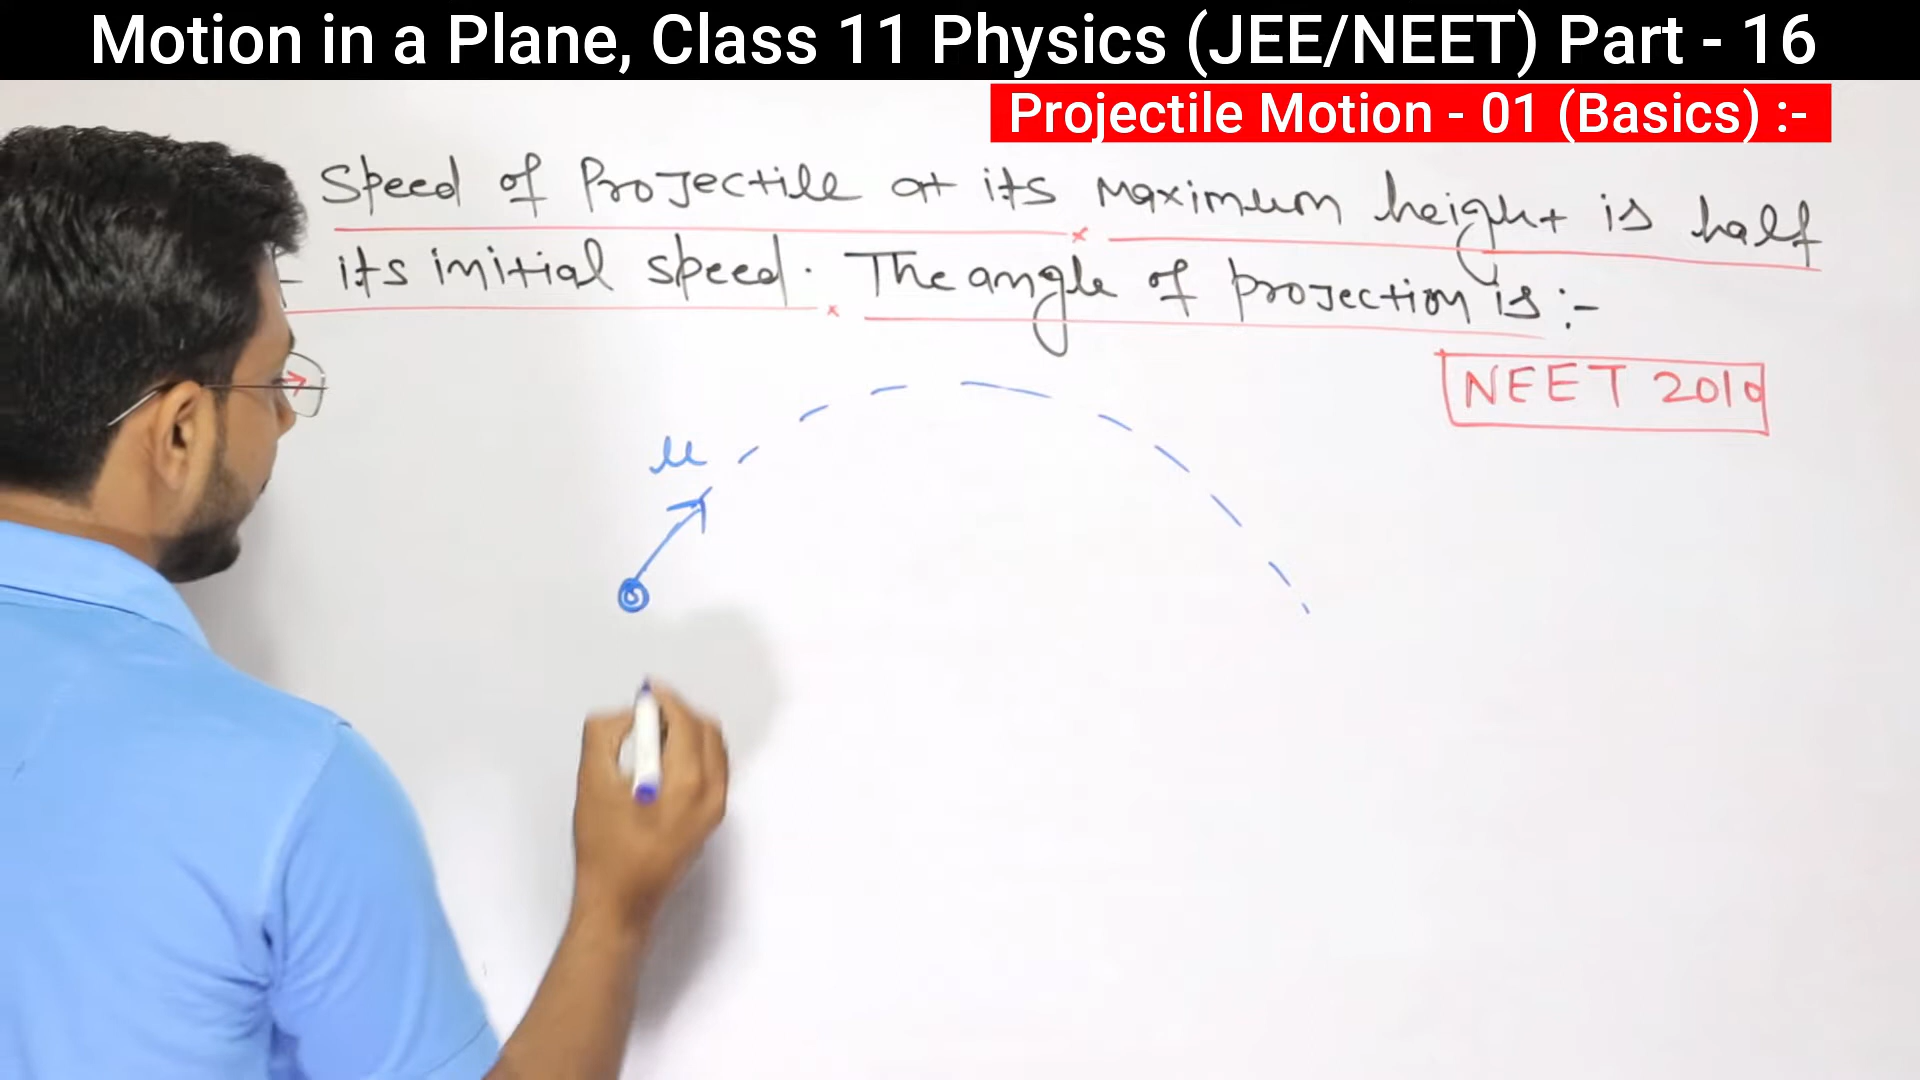 Motion in a Plane, Class 11 Physics (JEE/NEET) Part - 16
Projectile Motion - 01 (Basics) :-
Speed of Projectile at its maximum height is half
its initial speed. The angle of projection is :-
NEET 2010
u